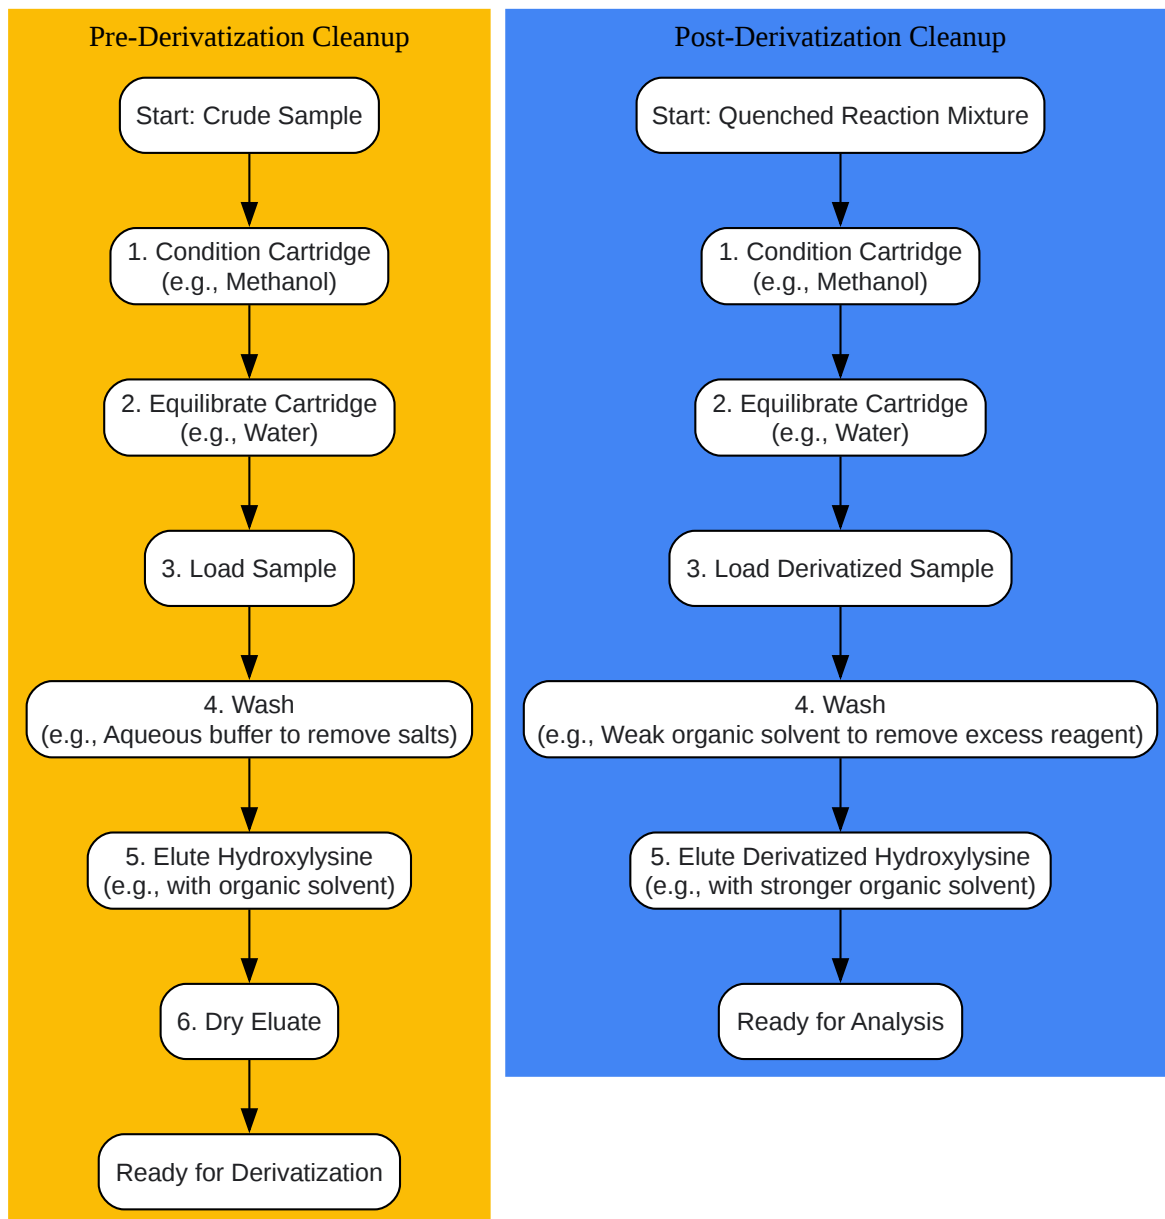 Pre-Derivatization Cleanup
Start: Crude Sample
1. Condition Cartridge
(e.g., Methanol)
2. Equilibrate Cartridge
(e.g., Water)
3. Load Sample
4. Wash
(e.g., Aqueous buffer to remove salts)
5. Elute Hydroxylysine
(e.g., with organic solvent)
6. Dry Eluate
Ready for Derivatization
Post-Derivatization Cleanup
Start: Quenched Reaction Mixture
1. Condition Cartridge
(e.g., Methanol)
2. Equilibrate Cartridge
(e.g., Water)
3. Load Derivatized Sample
4. Wash
(e.g., Weak organic solvent to remove excess reagent)
5. Elute Derivatized Hydroxylysine
(e.g., with stronger organic solvent)
Ready for Analysis